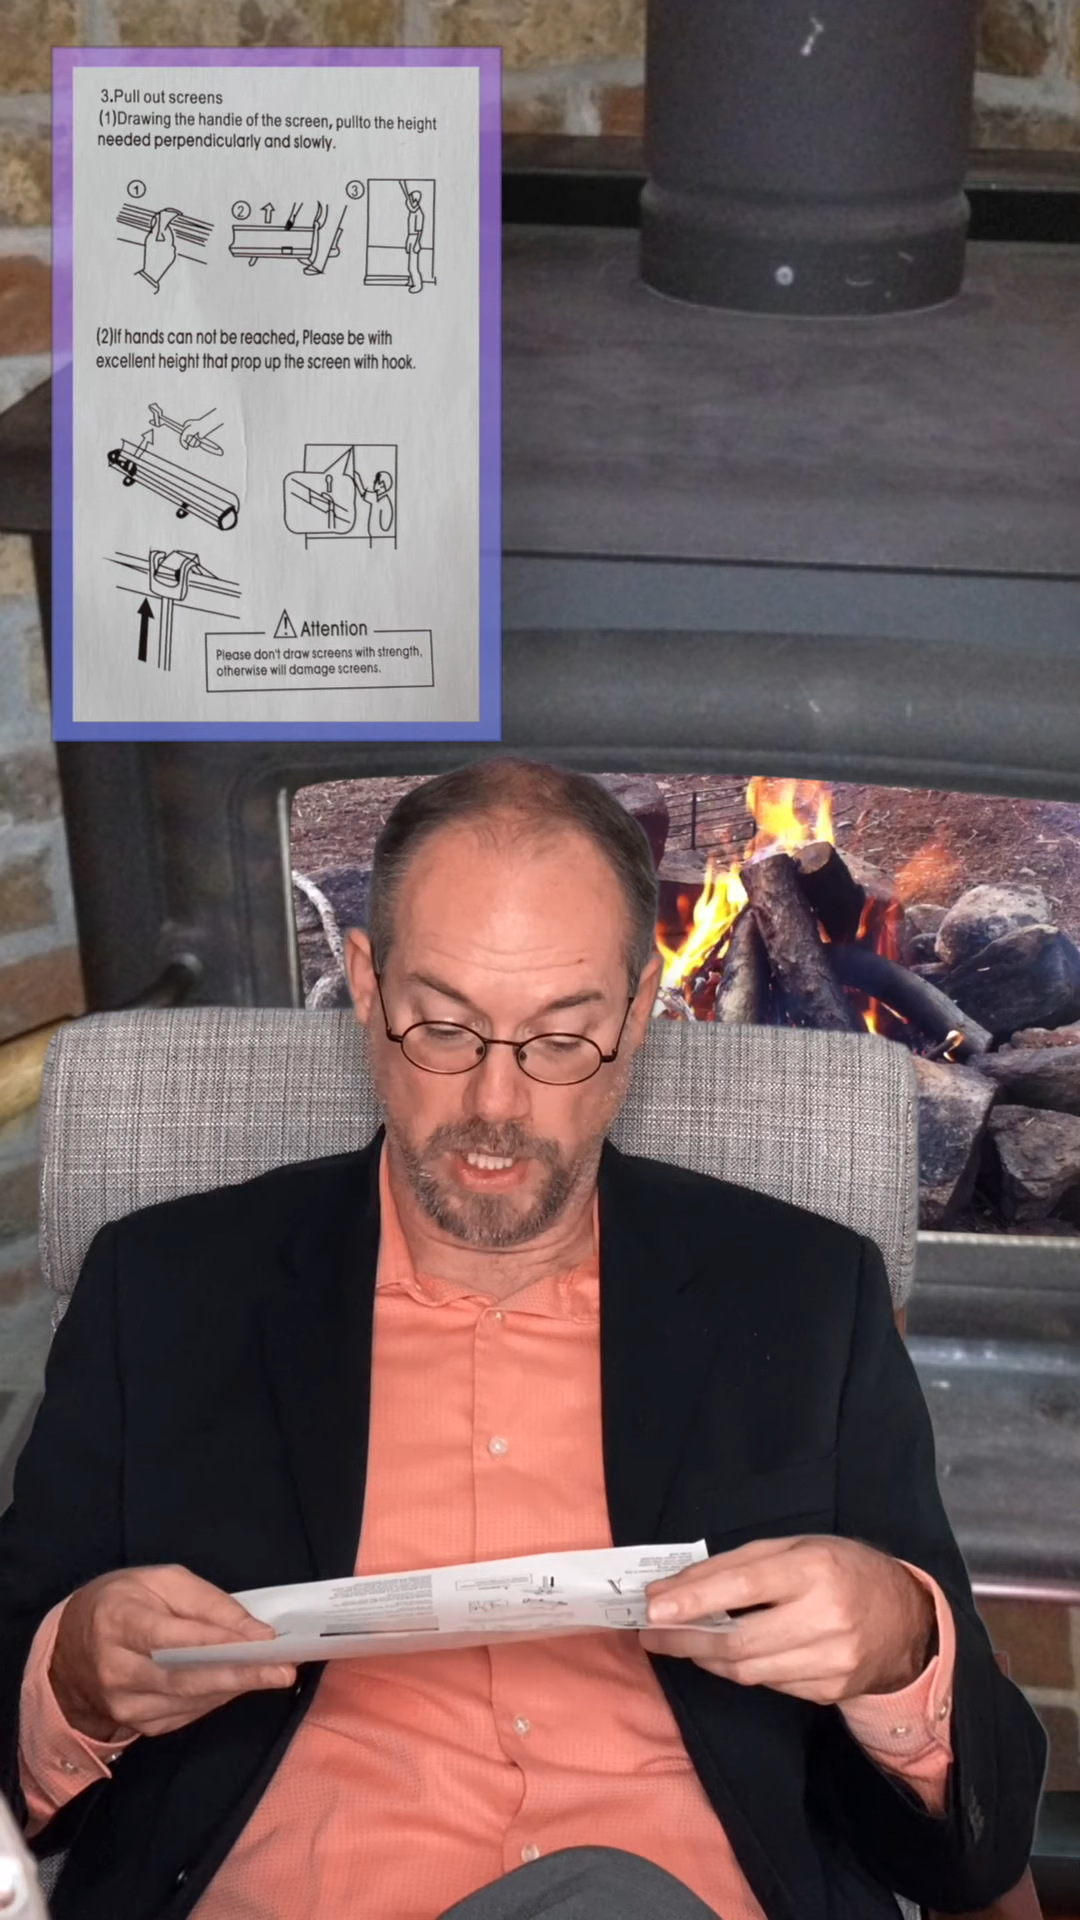 3.Pull out screens
(1)Drawing the handie of the screen, pullto the height
needed perpendicularly and slowly.
①
②
③
(2)If hands can not be reached, Please be with
excellent height that prop up the screen with hook.
Attention
Please don't draw screens with strength,
otherwise will damage screens.